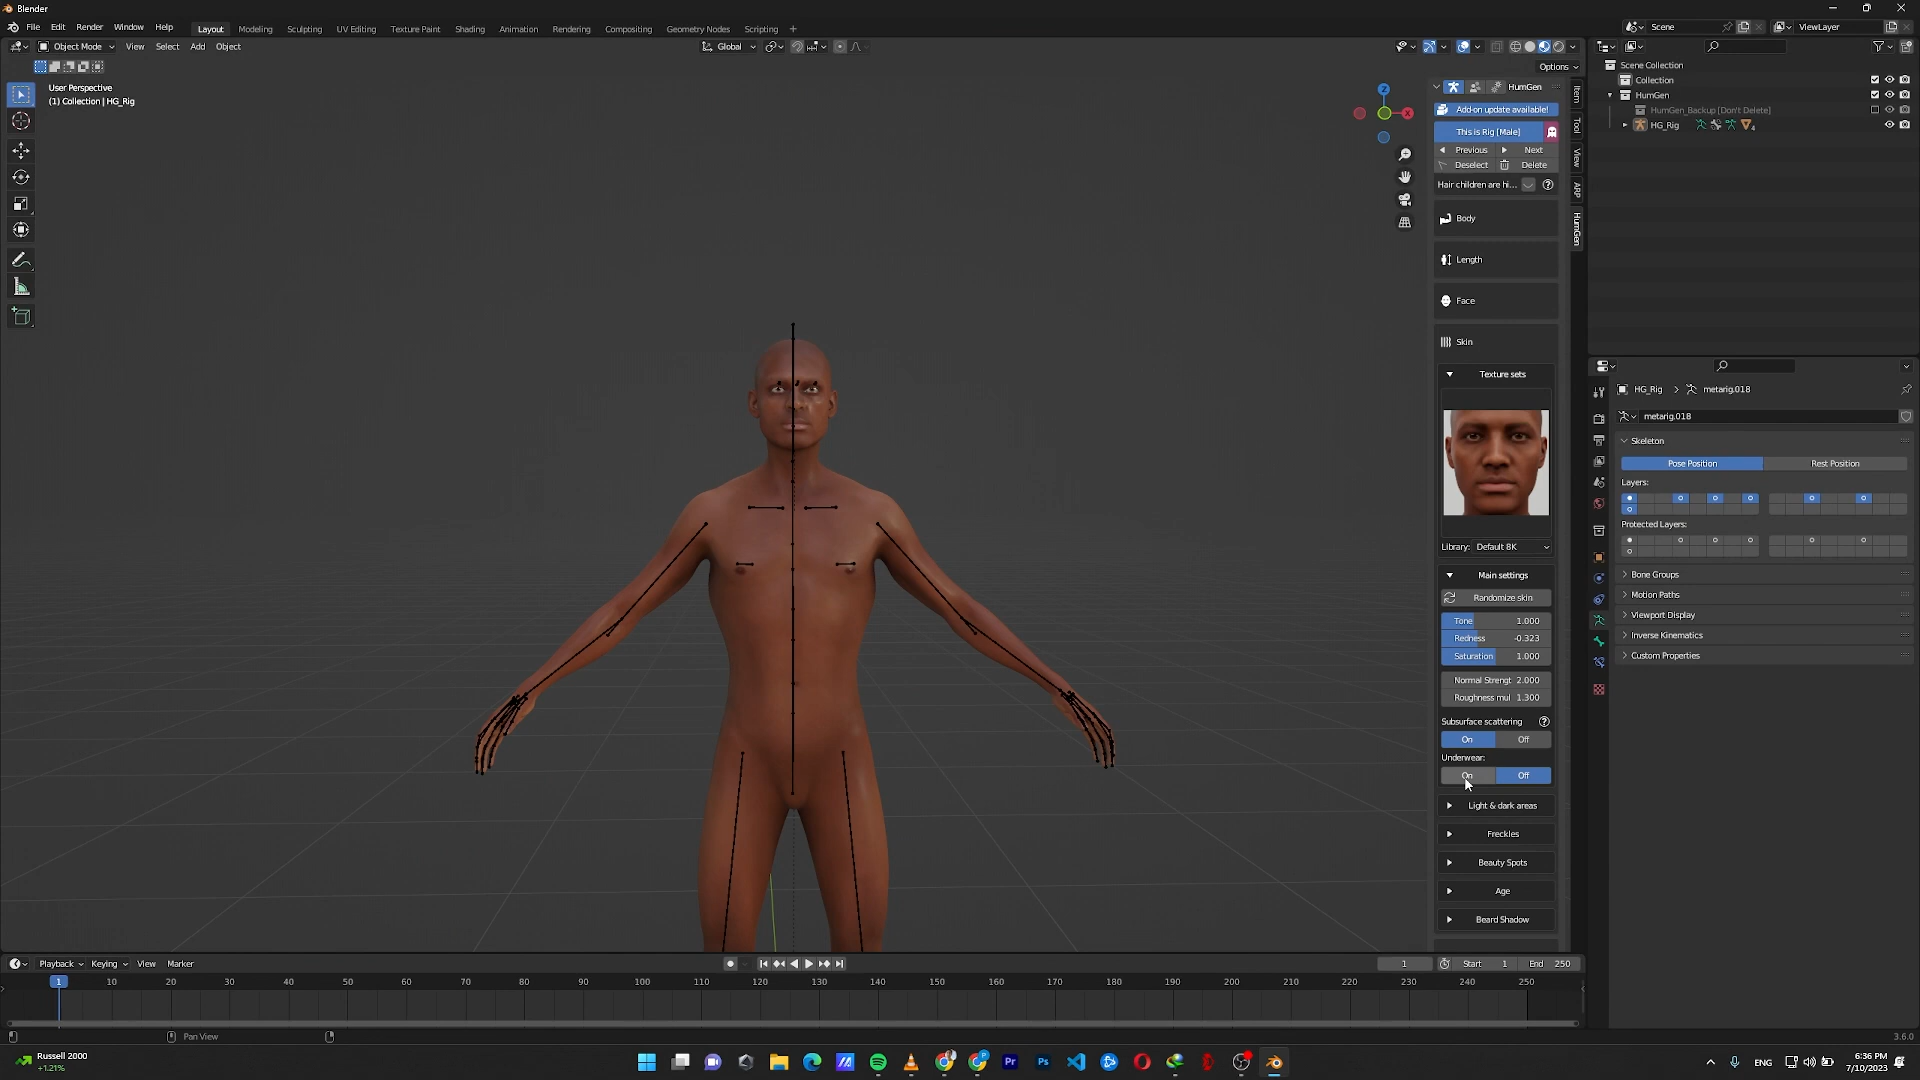 Blender
File Edit Render Window Help
Layout Modeling Sculpting UV Editing Texture Paint Shading Animation Rendering Compositing Geometry Nodes Scripting +
Scene
ViewLayer
Object Mode View Select Add Object
Global
Options
User Perspective
(1) Collection | HG_Rig
Z
X
HumGen
Add-on update available!
This is Rig [Male]
Previous Next
Deselect Delete
Hair children are hi...
Body
Length
Face
Skin
Texture sets
Library: Default 8K
Main settings
Randomize skin
Tone 1.000
Redness -0.323
Saturation 1.000
Normal Strengt 2.000
Roughness mul 1.300
Subsurface scattering
On Off
Underwear:
On Off
Light & dark areas
Freckles
Beauty Spots
Age
Beard Shadow
Item
Tool
View
ARP
HumGen
Scene Collection
Collection
HumGen
HumGen_Backup [Don't Delete]
HG_Rig
4
HG_Rig > metarig.018
metarig.018
Skeleton
Pose Position Rest Position
Layers:
Protected Layers:
Bone Groups
Motion Paths
Viewport Display
Inverse Kinematics
Custom Properties
Playback Keying View Marker
1 Start 1 End 250
1 10 20 30 40 50 60 70 80 90 100 110 120 130 140 150 160 170 180 190 200 210 220 230 240 250
Pan View
3.6.0
Russell 2000
+1.21%
Pr
Ps
ENG
6:36 PM
7/10/2023